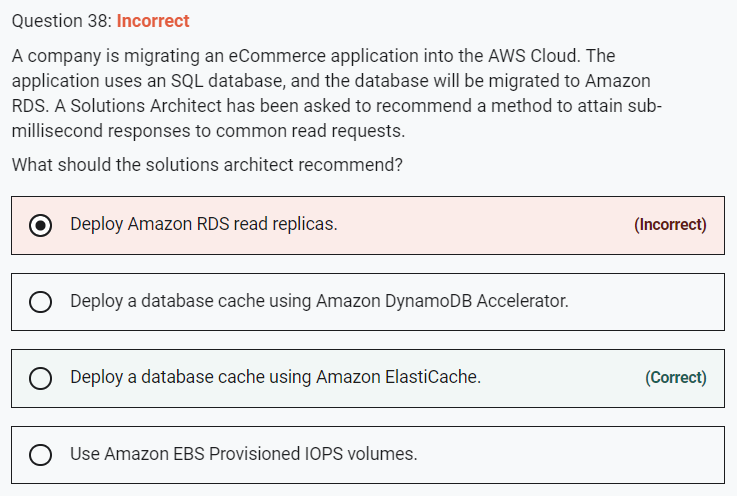 Question 38: Incorrect
A company is migrating an eCommerce application into the AWS Cloud. The
application uses an SQL database, and the database will be migrated to Amazon
RDS. A Solutions Architect has been asked to recommend a method to attain sub-
millisecond responses to common read requests.
What should the solutions architect recommend?
Deploy Amazon RDS read replicas. (Incorrect)
Deploy a database cache using Amazon DynamoDB Accelerator.
Deploy a database cache using Amazon ElastiCache. (Correct)
Use Amazon EBS Provisioned IOPS volumes.